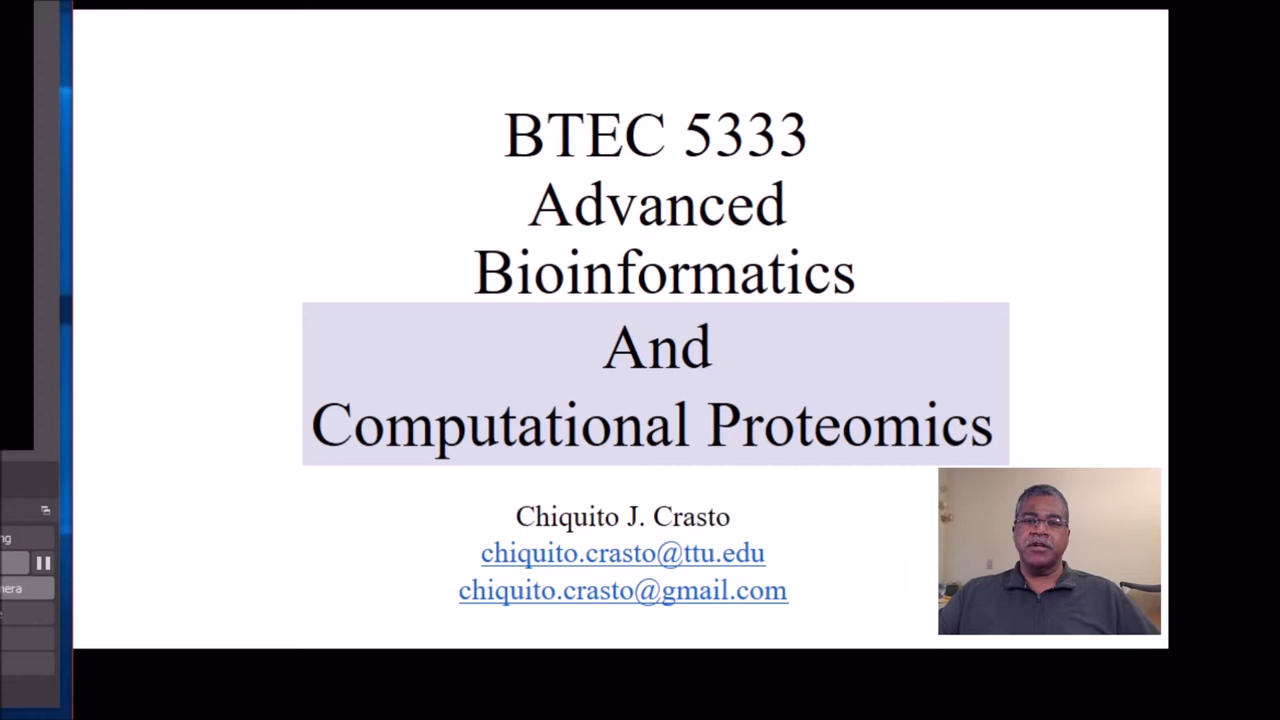 BTEC 5333
Advanced
Bioinformatics
And
Computational Proteomics
Chiquito J. Crasto
chiquito.crasto@ttu.edu
chiquito.crasto@gmail.com